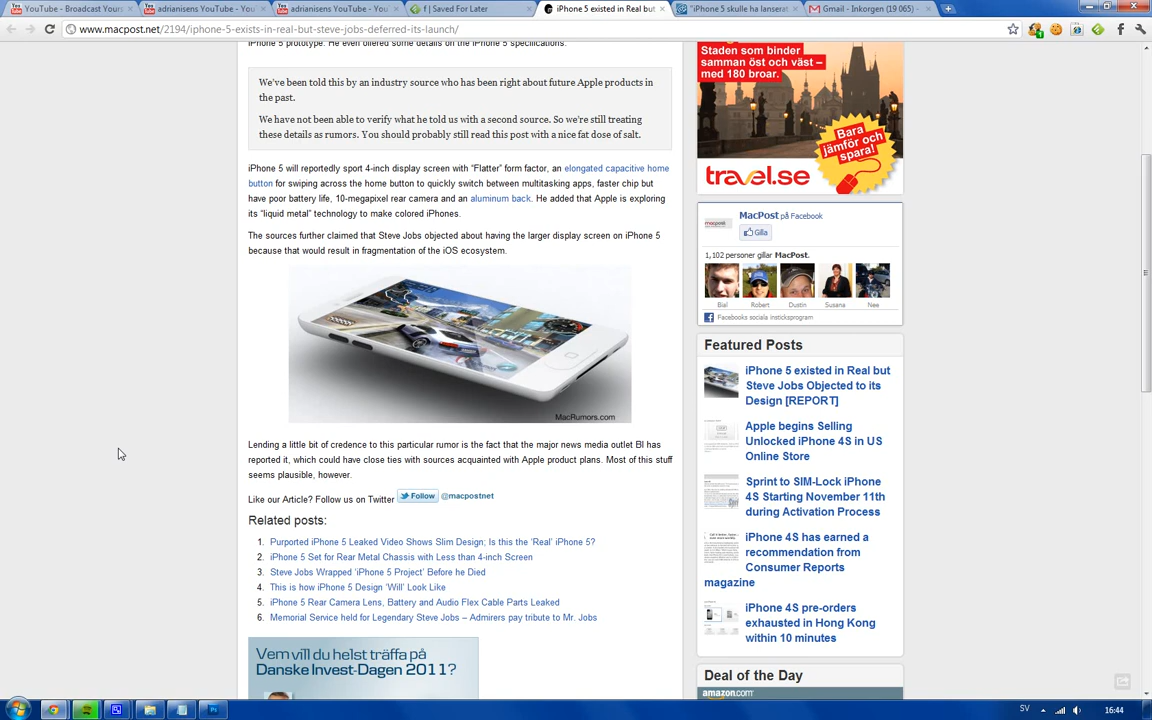 YouTube - Broadcast Yours
adrianisens YouTube - You
adrianisens YouTube - You
f | Saved For Later
iPhone 5 existed in Real but
"iPhone 5 skulle ha lanserat
Gmail - Inkorgen (19 065) -
www.macpost.net/2194/iphone-5-exists-in-real-but-steve-jobs-deferred-its-launch/
iPhone 5 prototype. He even offered some details on the iPhone 5 specifications.
We've been told this by an industry source who has been right about future Apple products in
the past.
We have not been able to verify what he told us with a second source. So we're still treating
these details as rumors. You should probably still read this post with a nice fat dose of salt.
iPhone 5 will reportedly sport 4-inch display screen with "Flatter" form factor, an elongated capacitive home
button for swiping across the home button to quickly switch between multitasking apps, faster chip but
have poor battery life, 10-megapixel rear camera and an aluminum back. He added that Apple is exploring
its "liquid metal" technology to make colored iPhones.
The sources further claimed that Steve Jobs objected about having the larger display screen on iPhone 5
because that would result in fragmentation of the iOS ecosystem.
MacRumors.com
Lending a little bit of credence to this particular rumor is the fact that the major news media outlet BI has
reported it, which could have close ties with sources acquainted with Apple product plans. Most of this stuff
seems plausible, however.
Like our Article? Follow us on Twitter Follow @macpostnet
Related posts:
1. Purported iPhone 5 Leaked Video Shows Slim Design; Is this the 'Real' iPhone 5?
2. iPhone 5 Set for Rear Metal Chassis with Less than 4-inch Screen
3. Steve Jobs Wrapped 'iPhone 5 Project' Before he Died
4. This is how iPhone 5 Design 'Will' Look Like
5. iPhone 5 Rear Camera Lens, Battery and Audio Flex Cable Parts Leaked
6. Memorial Service held for Legendary Steve Jobs – Admirers pay tribute to Mr. Jobs
Vem vill du helst träffa på
Danske Invest-Dagen 2011?
Staden som binder
samman öst och väst –
med 180 broar.
Bara
jämför och
spara!
travel.se
MacPost på Facebook
Gilla
1,102 personer gillar MacPost.
Bial
Robert
Dustin
Susana
Nee
Facebooks sociala insticksprogram
Featured Posts
iPhone 5 existed in Real but
Steve Jobs Objected to its
Design [REPORT]
Apple begins Selling
Unlocked iPhone 4S in US
Online Store
Sprint to SIM-Lock iPhone
4S Starting November 11th
during Activation Process
iPhone 4S has earned a
recommendation from
Consumer Reports
magazine
iPhone 4S pre-orders
exhausted in Hong Kong
within 10 minutes
Deal of the Day
amazon.com
SV
16:44